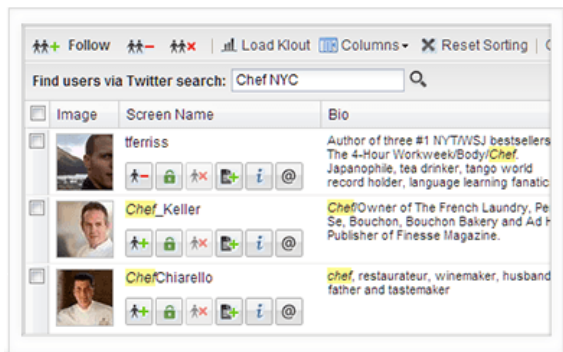 Follow Load Klout Columns Reset Sorting
Find users via Twitter search: Chef NYC
Image Screen Name Bio
tferriss
Author of three #1 NYT/WSJ bestsellers
The 4-Hour Workweek/Body/Chef.
Japanophile, tea drinker, tango world
record holder, language learning fanatic
i @
Chef_Keller
Chef/Owner of The French Laundry, Pe
Se, Bouchon, Bouchon Bakery and Ad H
Publisher of Finesse Magazine.
i @
ChefChiarello
chef, restaurateur, winemaker, husband
father and tastemaker
i @